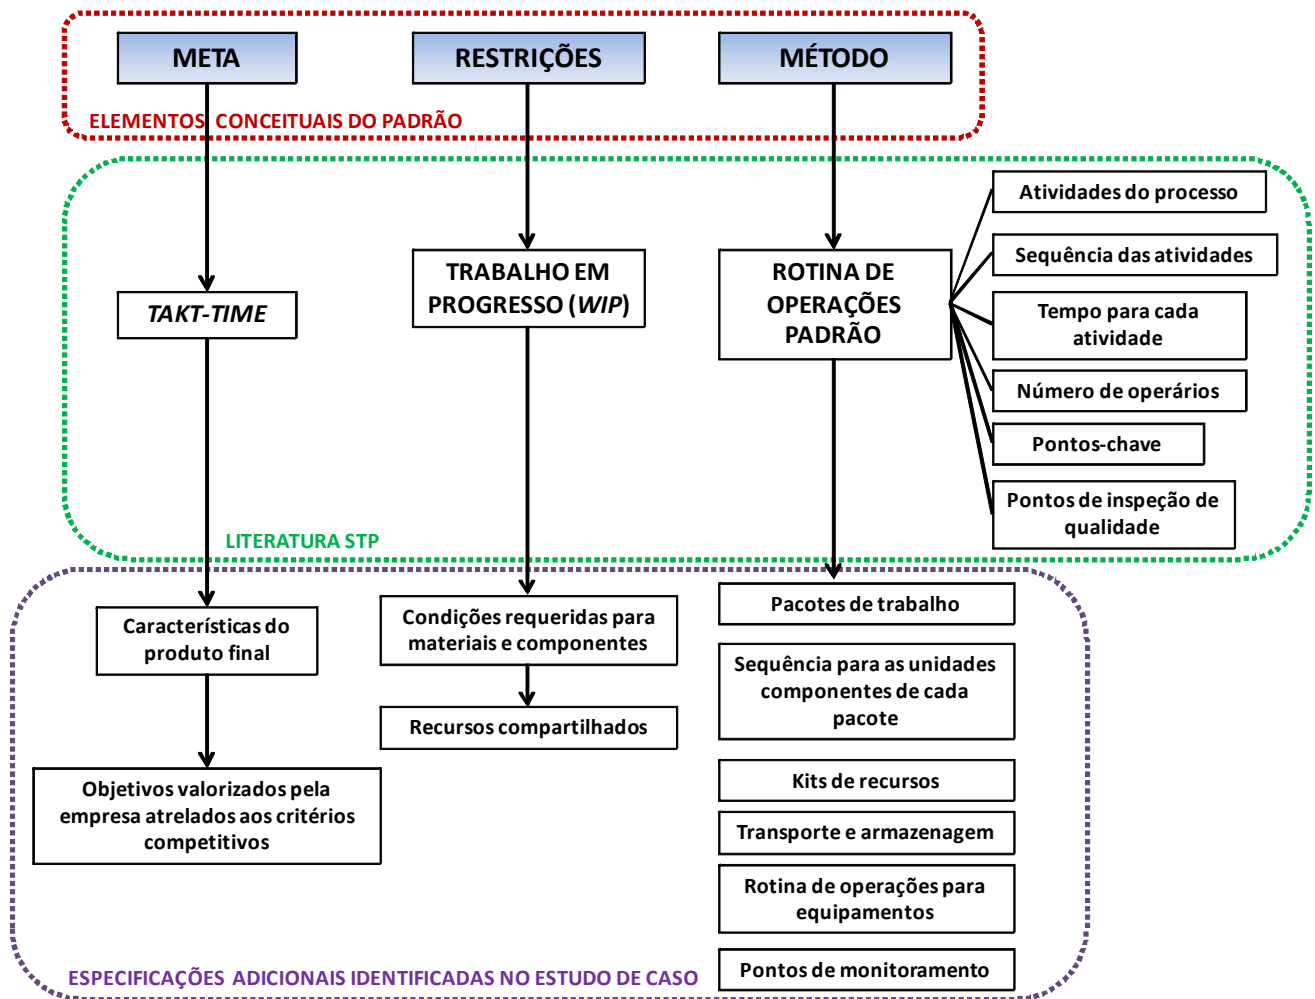 META
RESTRIÇÕES
MÉTODO
ELEMENTOS CONCEITUAIS DO PADRÃO
TAKT-TIME
TRABALHO EM
PROGRESSO (WIP)
ROTINA DE
OPERAÇÕES
PADRÃO
Atividades do processo
Sequência das atividades
Tempo para cada
atividade
Número de operários
Pontos-chave
Pontos de inspeção de
qualidade
LITERATURA STP
Características do
produto final
Objetivos valorizados pela
empresa atrelados aos critérios
competitivos
Condições requeridas para
materiais e componentes
Recursos compartilhados
Pacotes de trabalho
Sequência para as unidades
componentes de cada
pacote
Kits de recursos
Transporte e armazenagem
Rotina de operações para
equipamentos
Pontos de monitoramento
ESPECIFICAÇÕES ADICIONAIS IDENTIFICADAS NO ESTUDO DE CASO